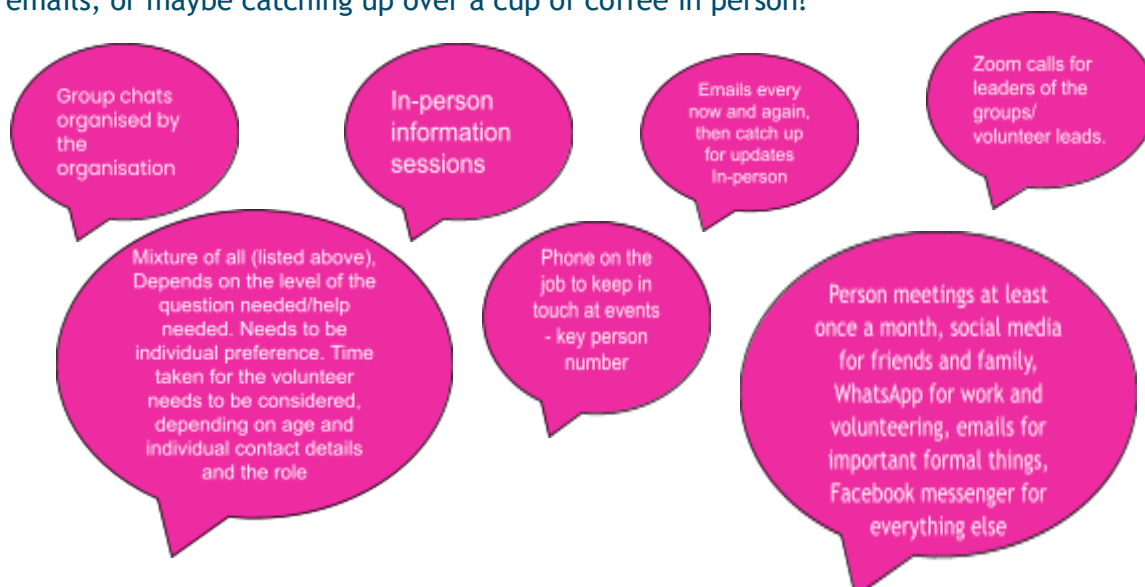 emails, or maybe catching up over a cup of coffee in person!
Group chats
organised by
the
organisation
In-person
information
sessions
Emails every
now and again,
then catch up
for updates
In-person
Zoom calls for
leaders of the
groups/
volunteer leads.
Mixture of all (listed above),
Depends on the level of the
question needed/help
needed. Needs to be
individual preference. Time
taken for the volunteer
needs to be considered,
depending on age and
individual contact details
and the role
Phone on the
job to keep in
touch at events
- key person
number
Person meetings at least
once a month, social media
for friends and family,
WhatsApp for work and
volunteering, emails for
important formal things,
Facebook messenger for
everything else